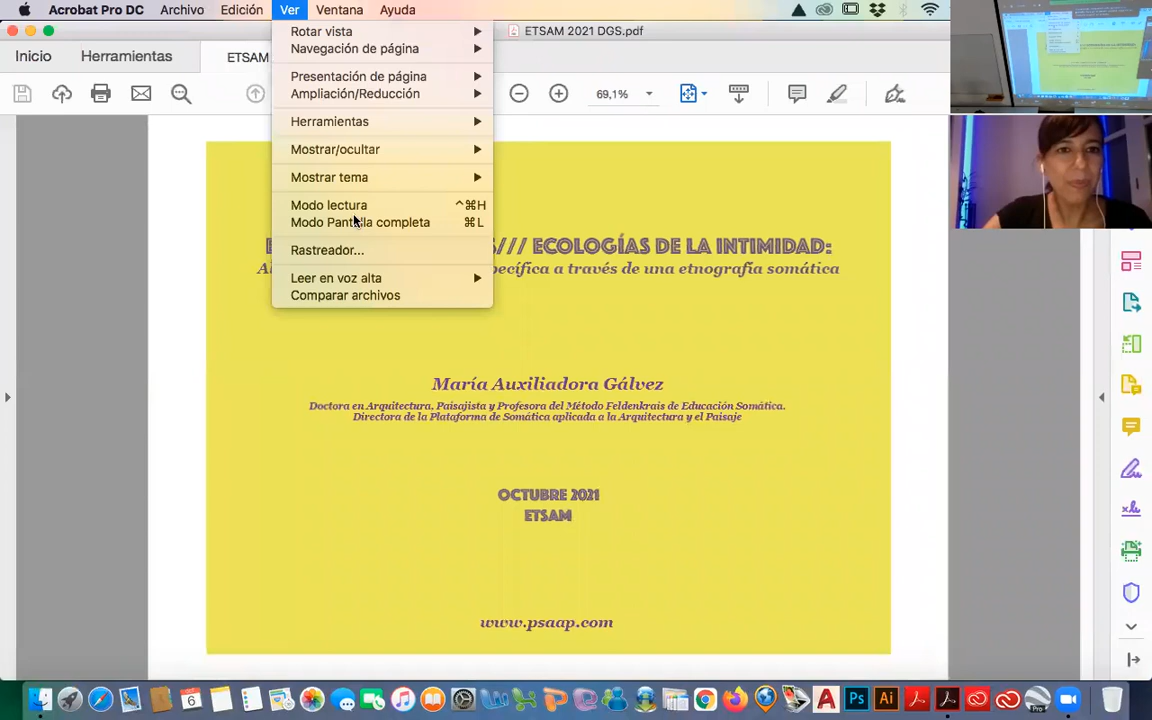 Acrobat Pro DC Archivo Edición Ver Ventana Ayuda
ETSAM 2021 DGS.pdf
Inicio Herramientas ETSAM
69,1%
Rotar vista
Navegación de página
Presentación de página
Ampliación/Reducción
Herramientas
Mostrar/ocultar
Mostrar tema
Modo lectura ^⌘H
Modo Pantalla completa ⌘L
Rastreador...
Leer en voz alta
Comparar archivos
/// ECOLOGÍAS DE LA INTIMIDAD:
a través de una etnografía somática
María Auxiliadora Gálvez
Doctora en Arquitectura, Paisajista y Profesora del Método Feldenkrais de Educación Somática.
Directora de la Plataforma de Somática aplicada a la Arquitectura y el Paisaje
OCTUBRE 2021
ETSAM
www.psaap.com
6
Ps Ai